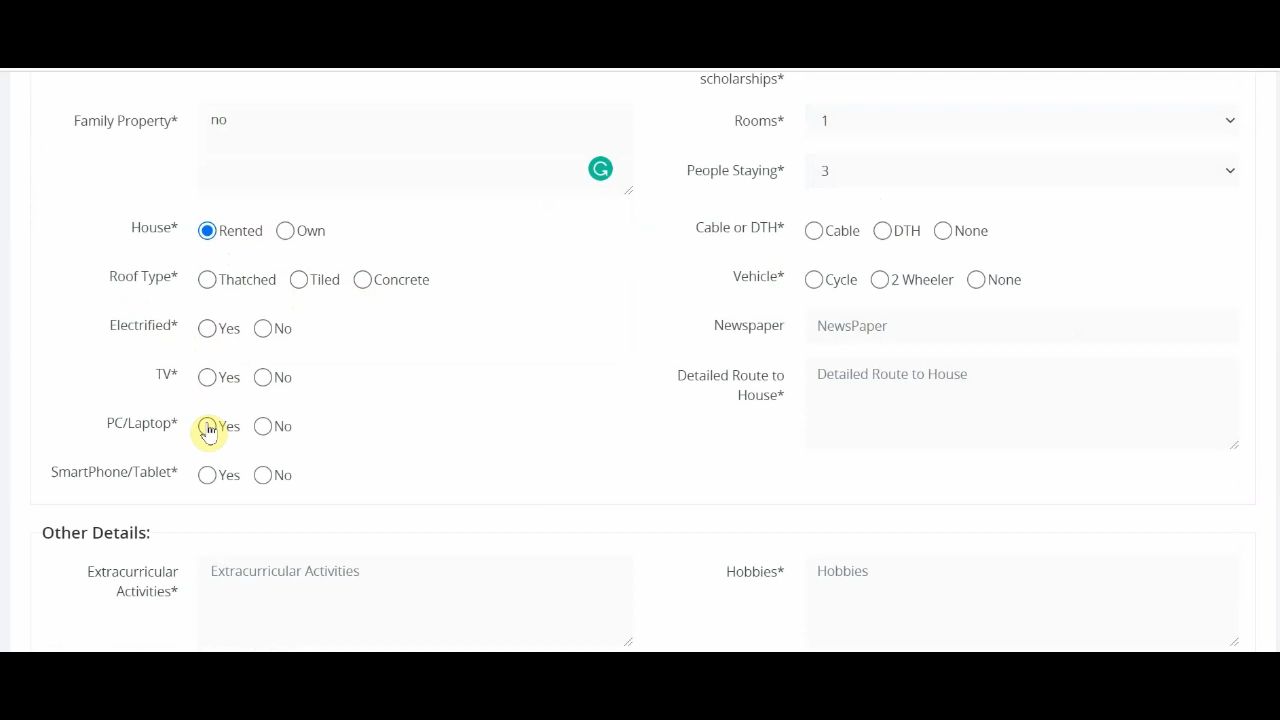 scholarships*
Family Property* no
Rooms* 1
People Staying* 3
House* Rented Own
Cable or DTH* Cable DTH None
Roof Type* Thatched Tiled Concrete
Vehicle* Cycle 2 Wheeler None
Electrified* Yes No
Newspaper NewsPaper
TV* Yes No
Detailed Route to
House*
Detailed Route to House
PC/Laptop* Yes No
SmartPhone/Tablet* Yes No
Other Details:
Extracurricular
Activities*
Extracurricular Activities
Hobbies* Hobbies